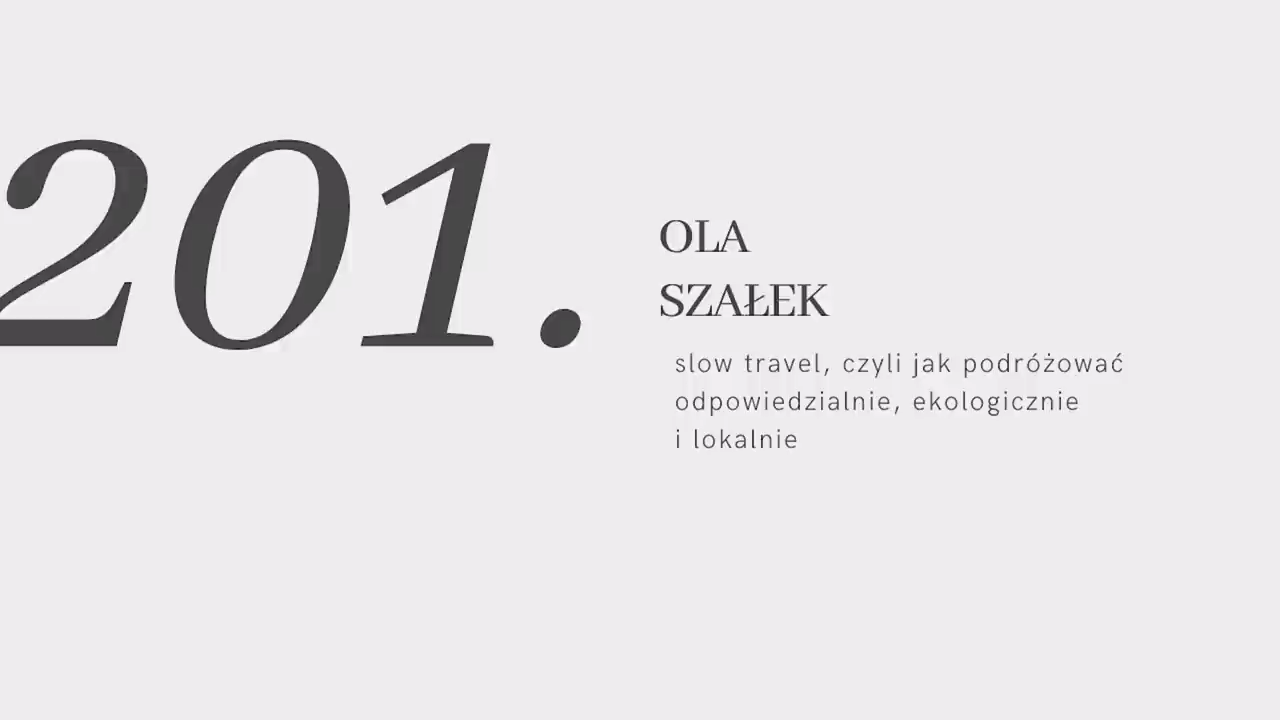 201.
OLA
SZAŁEK
slow travel, czyli jak podróżować
odpowiedzialnie, ekologicznie
i lokalnie